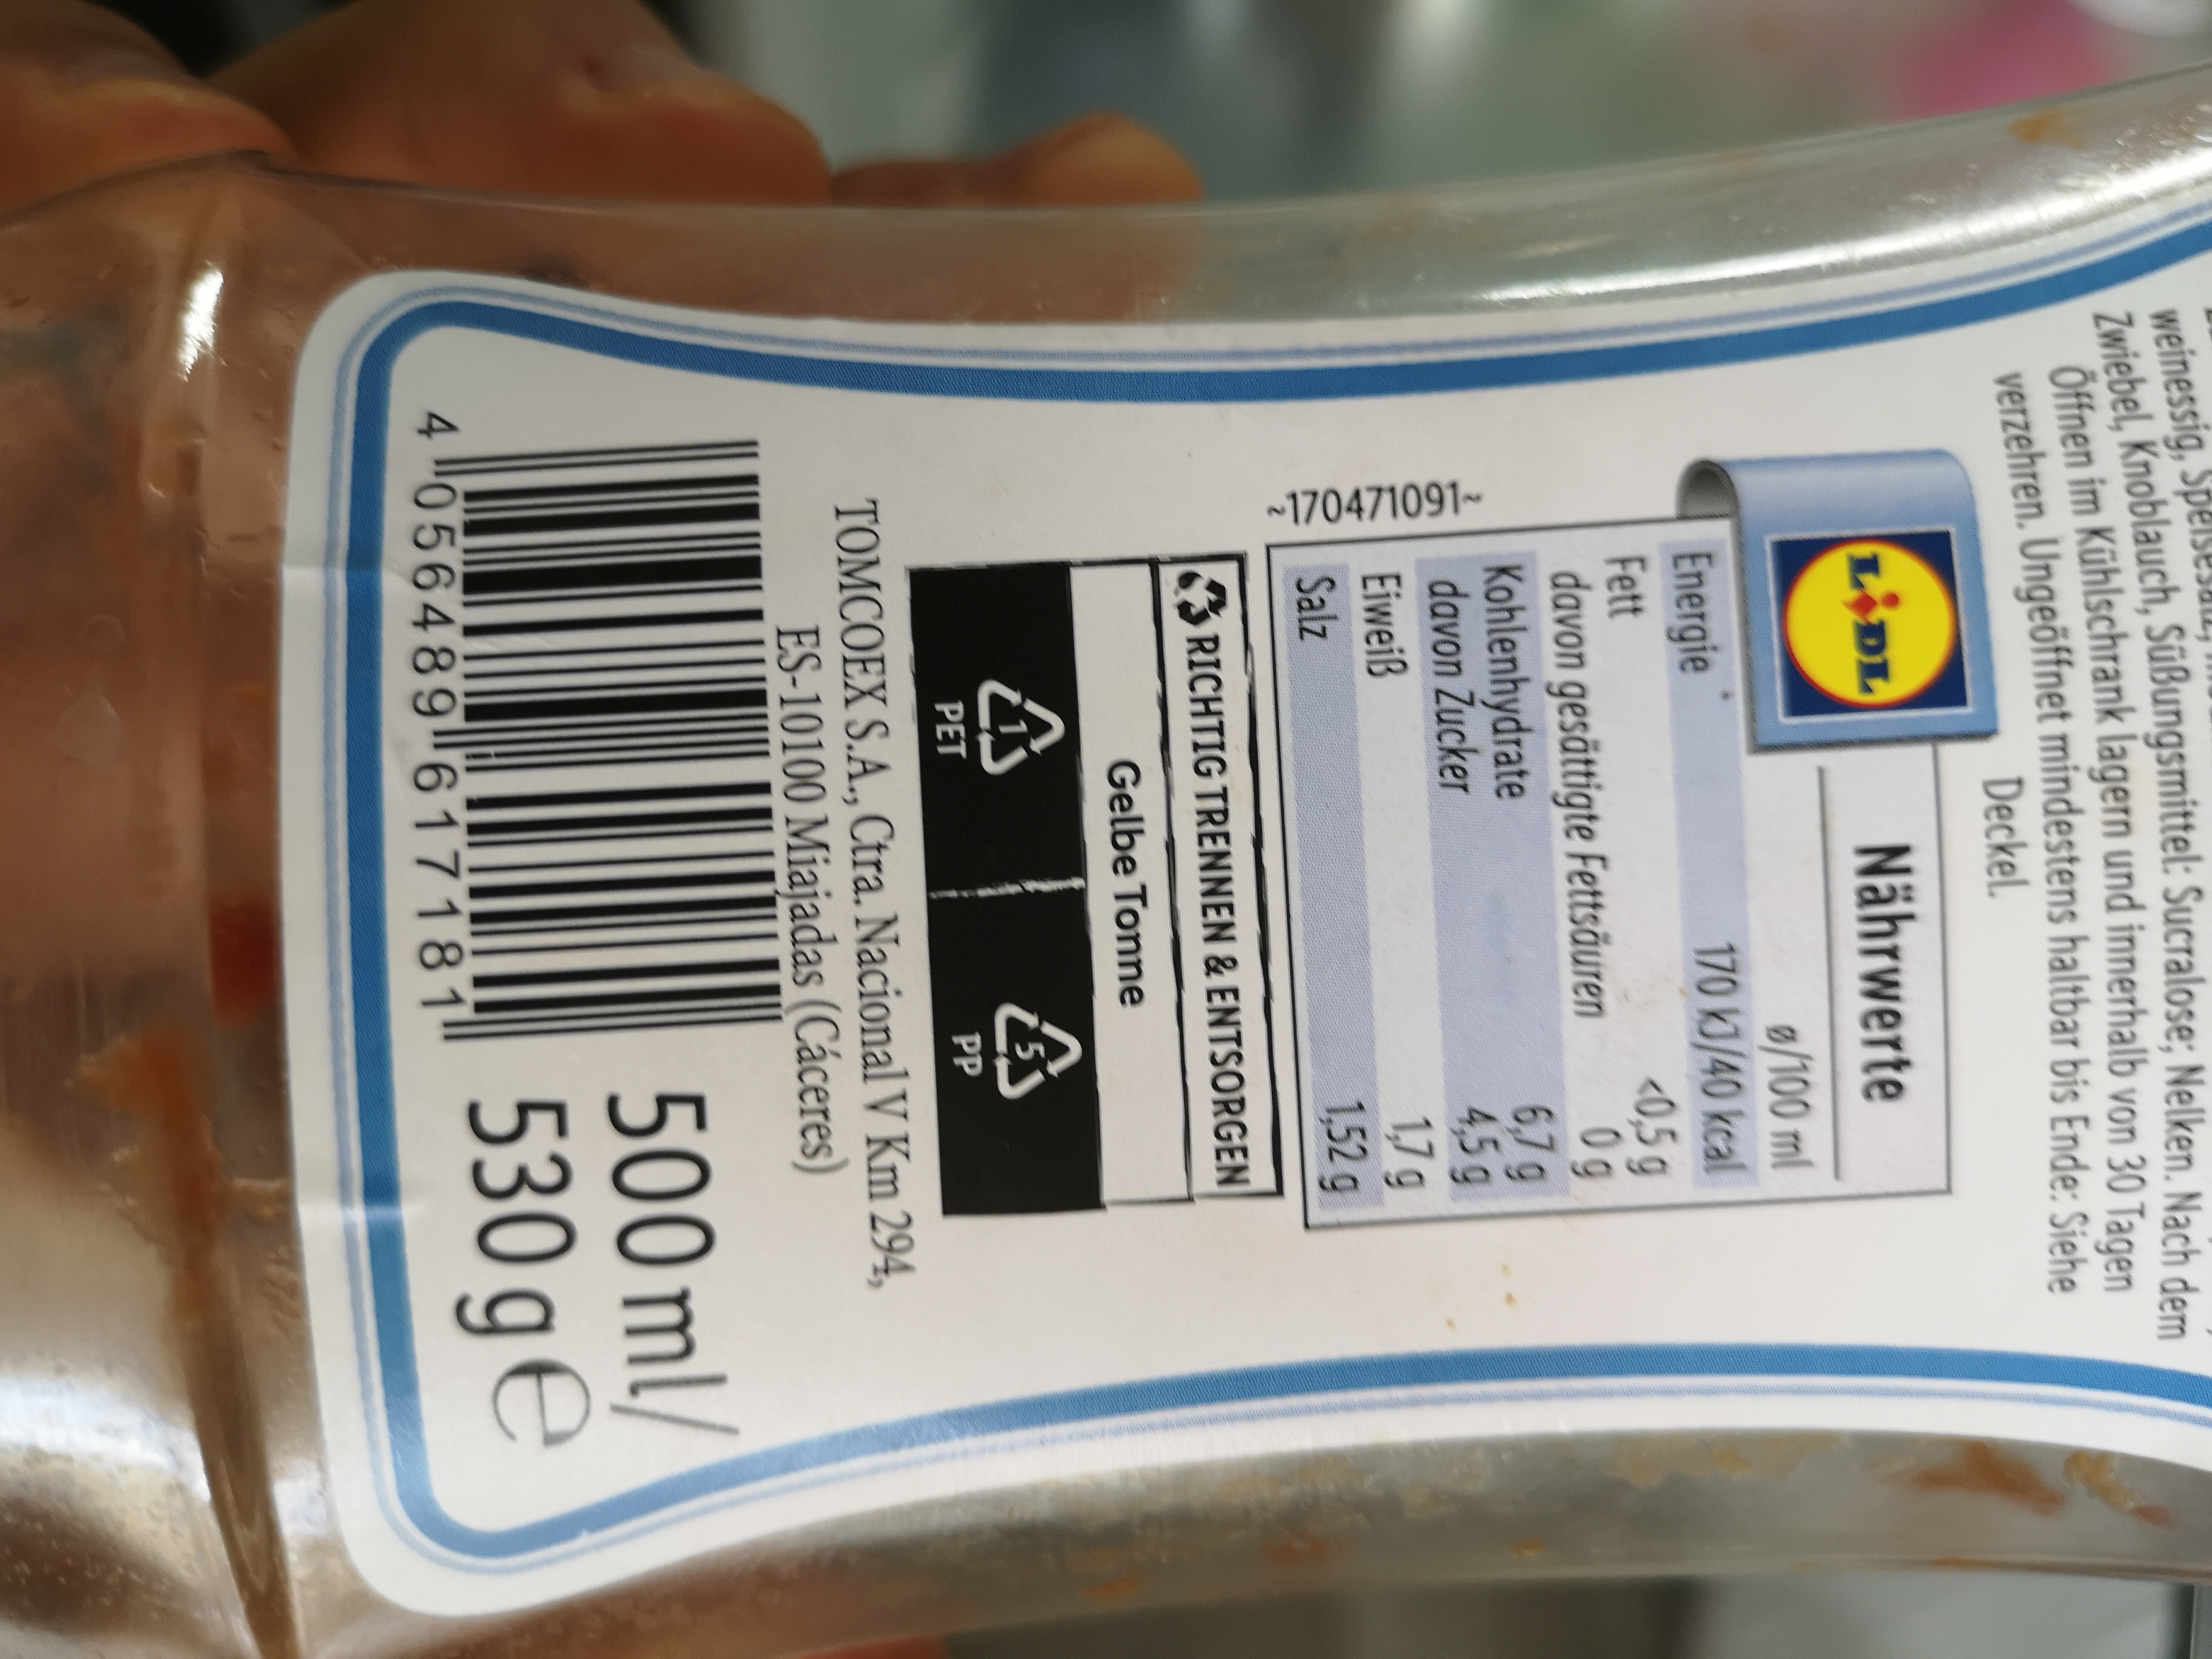 weinessig, Speisesalz,
Zwiebel, Knoblauch, Süßungsmittel: Sucralose; Nelken. Nach dem
Öffnen im Kühlschrank lagern und innerhalb von 30 Tagen
verzehren. Ungeöffnet mindestens haltbar bis Ende: Siehe
Deckel.
LIDL
Nährwerte
ø/100 ml
Energie 170 kJ/40 kcal
Fett <0,5 g
davon gesättigte Fettsäuren 0 g
Kohlenhydrate 6,7 g
davon Zucker 4,5 g
Eiweiß 1,7 g
Salz 1,52 g
~170471091~
RICHTIG TRENNEN & ENTSORGEN
Gelbe Tonne
1 5
PET PP
TOMCOEX S.A., Ctra. Nacional V Km 294,
ES-10100 Miajadas (Cáceres)
4 056489 617181
500 ml/
530 g e